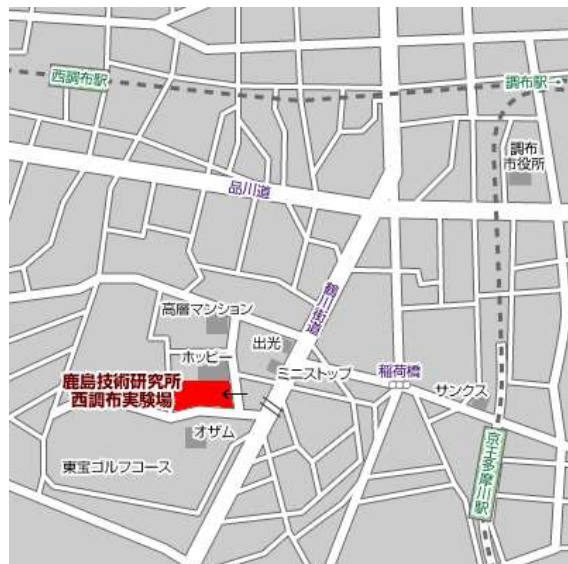 西調布駅
調布駅→
調布
市役所
品川道
鶴川街道
高層マンション
出光
ホッピー
ミニストップ
稲荷橋
サンクス
鹿島技術研究所
西調布実験場
←
オザム
東宝ゴルフコース
京王多摩川駅